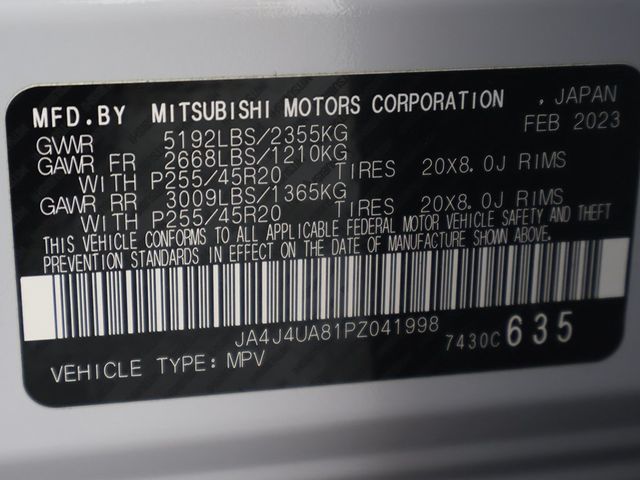 MFD.BY MITSUBISHI MOTORS CORPORATION , JAPAN
FEB 2023
GVWR 5192LBS/2355KG
GAWR FR 2668LBS/1210KG
WITH P255/45R20 TIRES 20X8.0J RIMS
GAWR RR 3009LBS/1365KG
WITH P255/45R20 TIRES 20X8.0J RIMS
THIS VEHICLE CONFORMS TO ALL APPLICABLE FEDERAL MOTOR VEHICLE SAFETY AND THEFT
PREVENTION STANDARDS IN EFFECT ON THE DATE OF MANUFACTURE SHOWN ABOVE.
JA4J4UA81PZ041998
7430C 635
VEHICLE TYPE: MPV